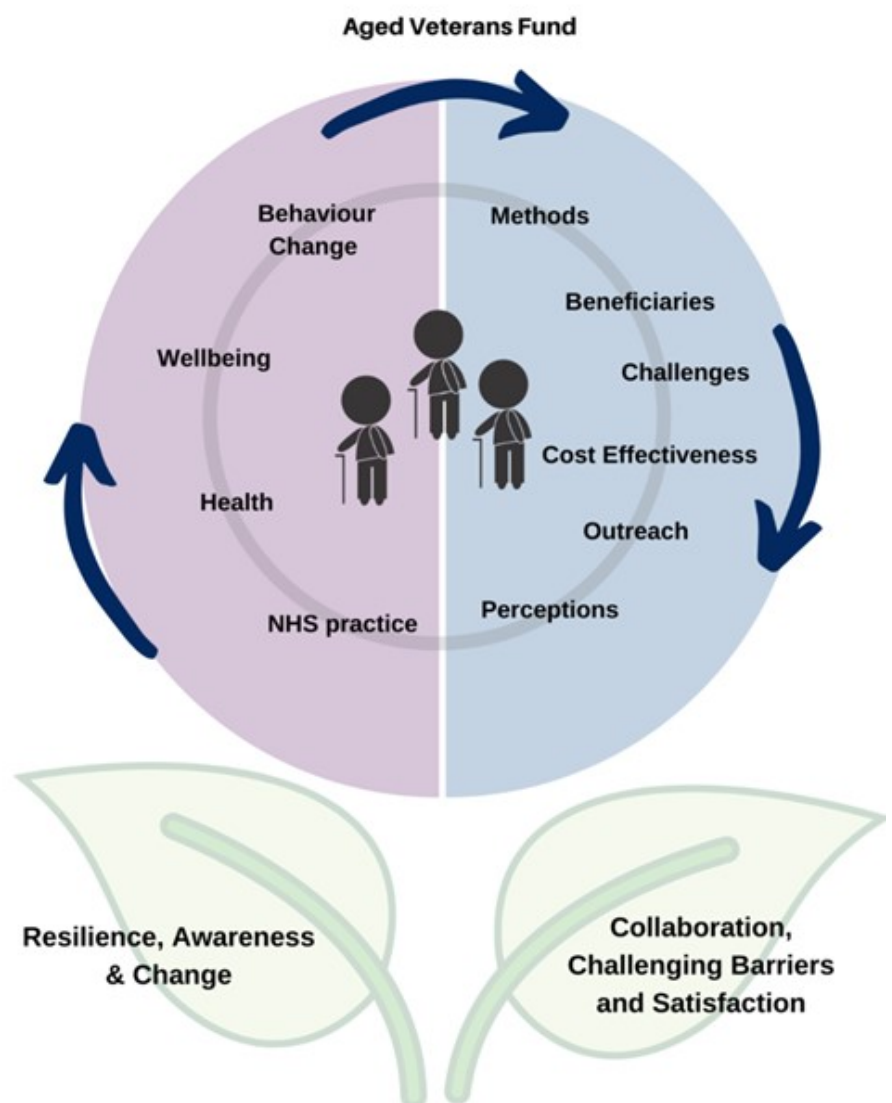 Aged Veterans Fund
Behaviour
Change
Methods
Beneficiaries
Wellbeing
Challenges
Cost Effectiveness
Health
Outreach
NHS practice
Perceptions
Resilience, Awareness
& Change
Collaboration,
Challenging Barriers
and Satisfaction